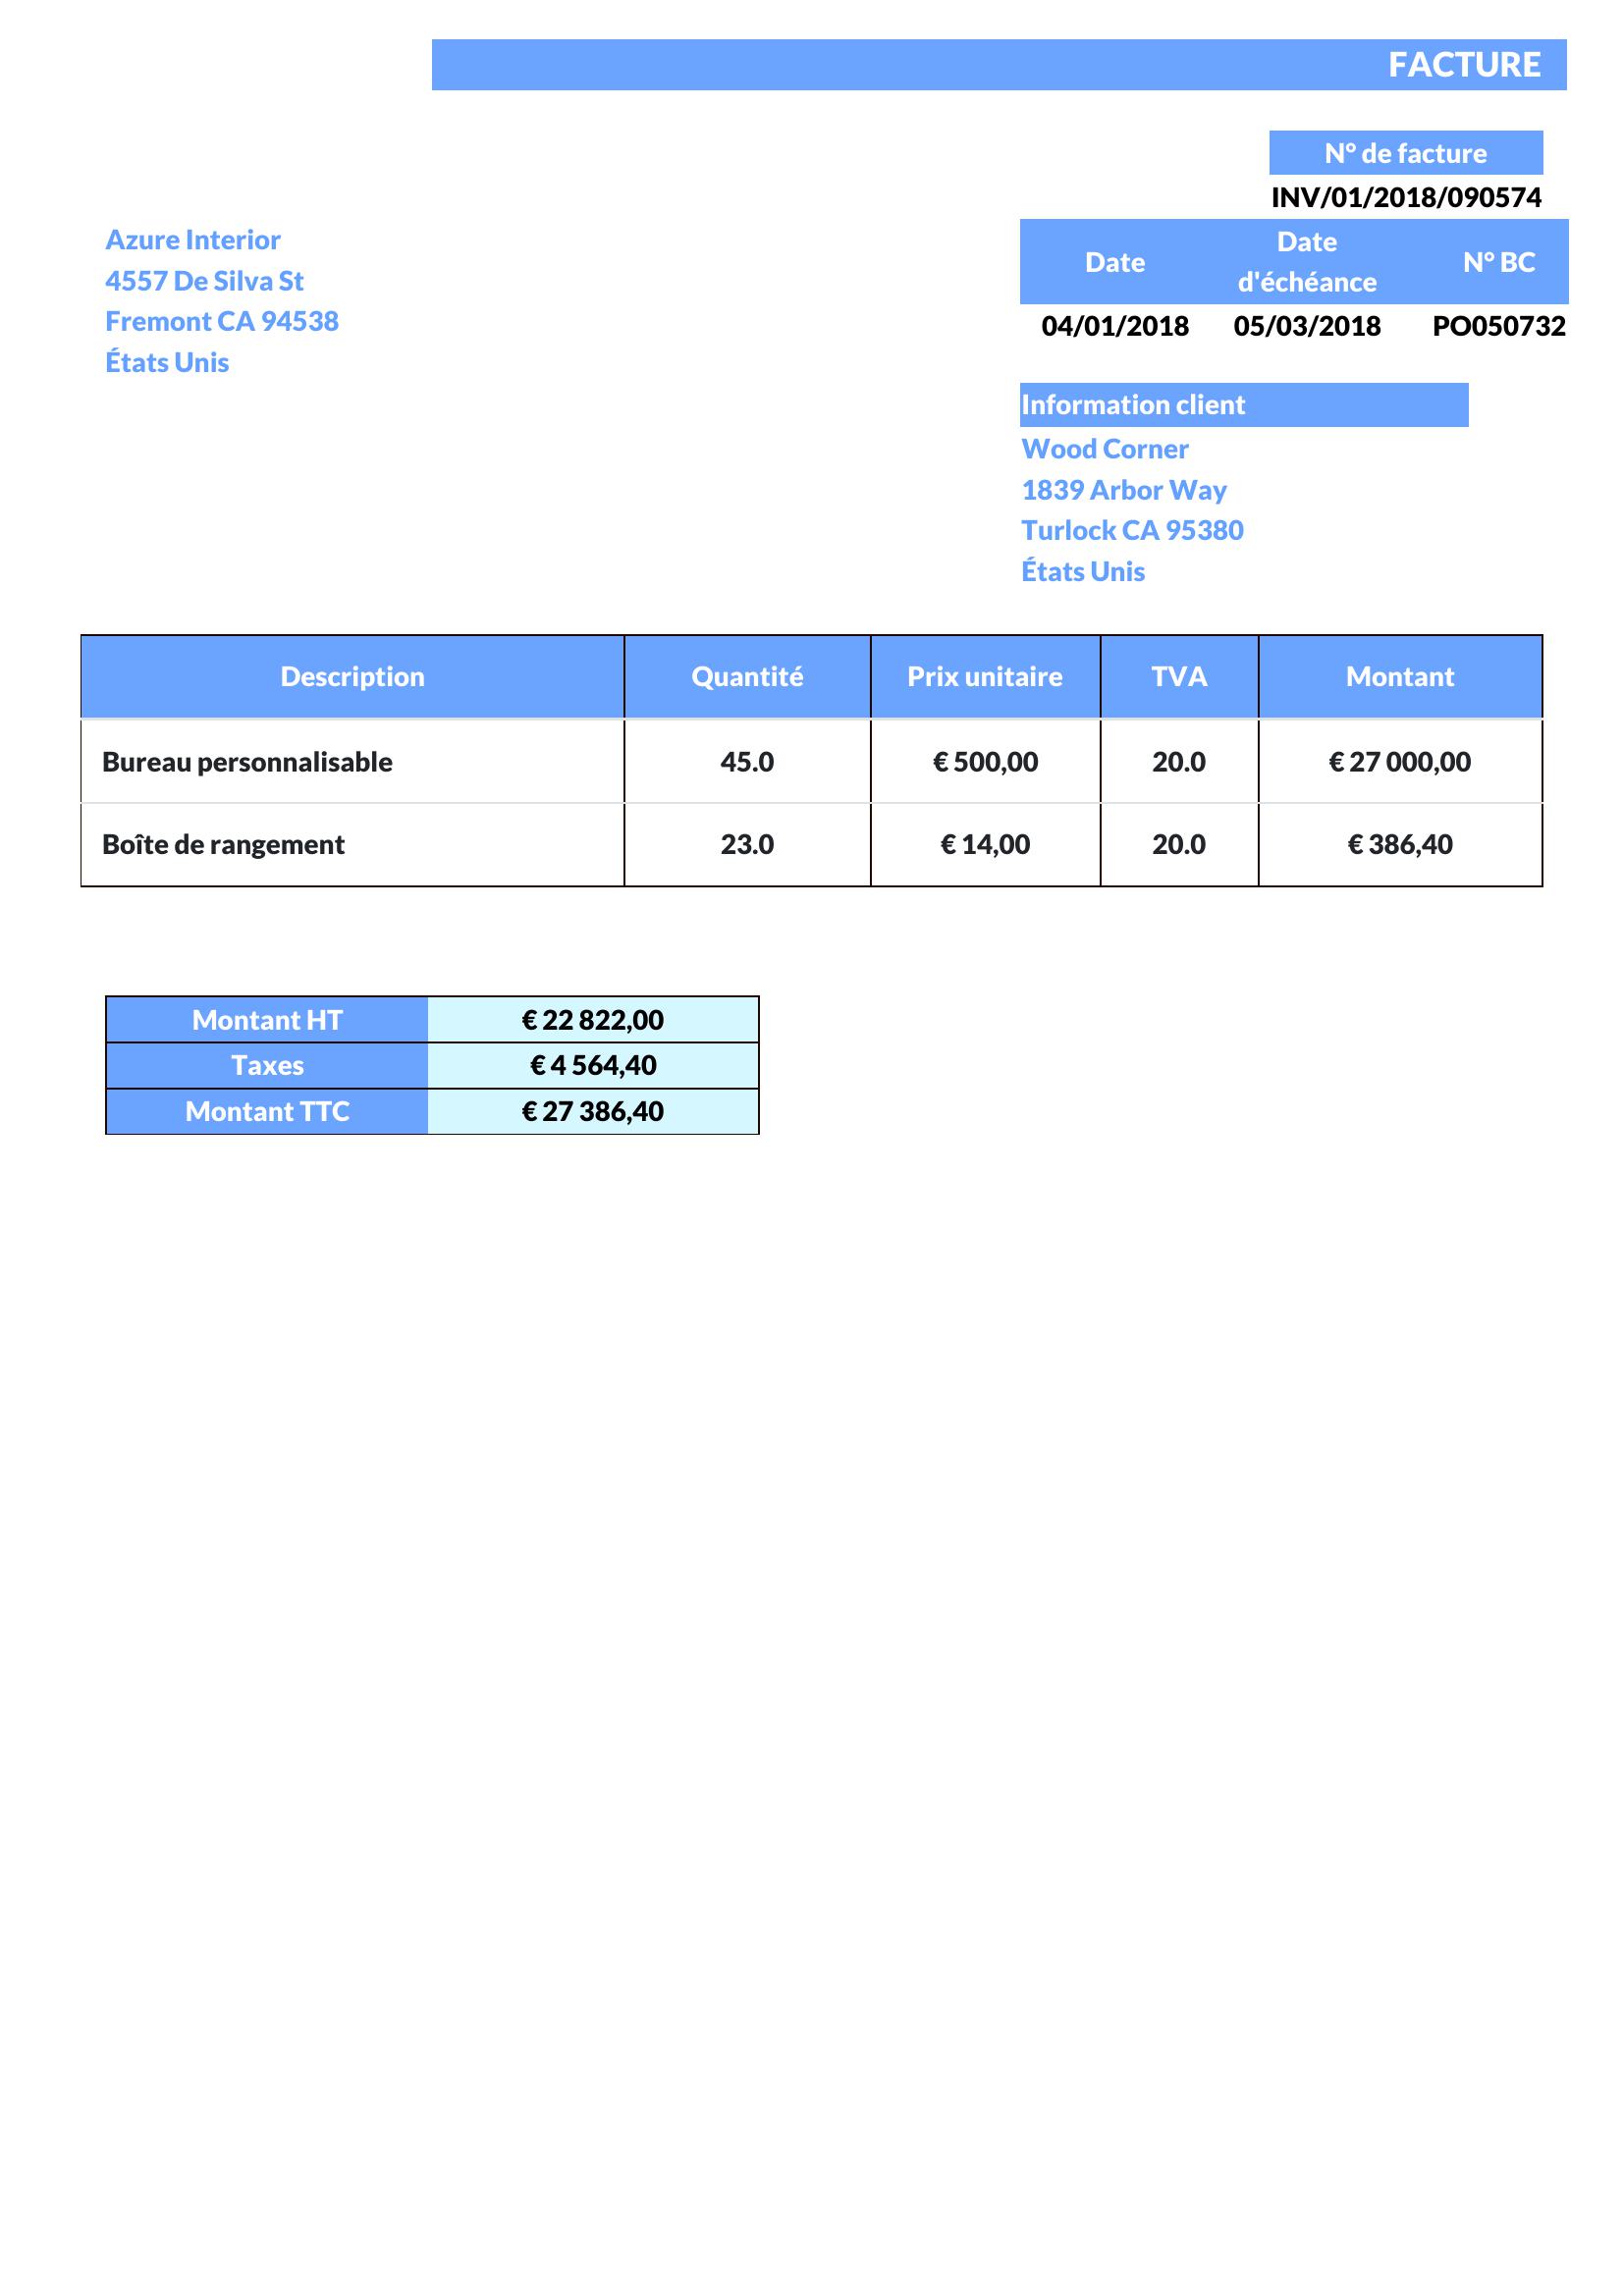 FACTURE
N° de facture
INV/01/2018/090574
Azure Interior
4557 De Silva St
Fremont CA 94538
États Unis
Date Date d'échéance N° BC
04/01/2018 05/03/2018 PO050732
Information client
Wood Corner
1839 Arbor Way
Turlock CA 95380
États Unis
Description Quantité Prix unitaire TVA Montant
Bureau personnalisable 45.0 € 500,00 20.0 € 27 000,00
Boîte de rangement 23.0 € 14,00 20.0 € 386,40
Montant HT € 22 822,00
Taxes € 4 564,40
Montant TTC € 27 386,40